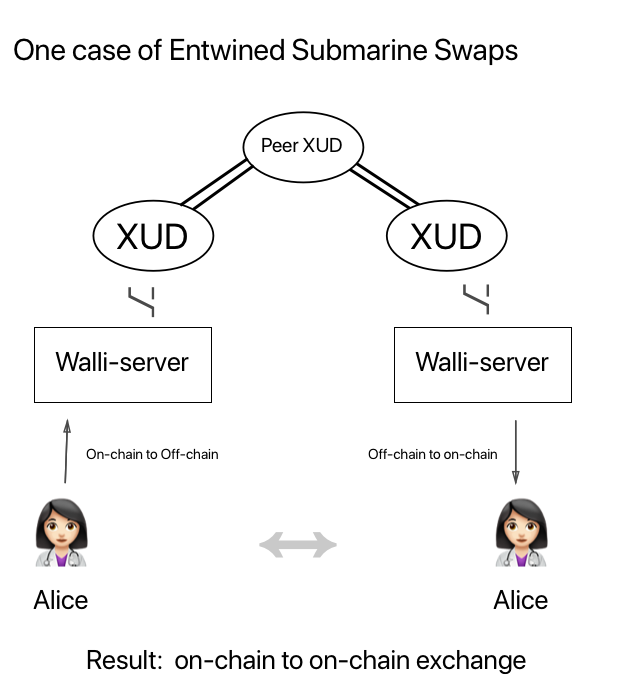 One case of Entwined Submarine Swaps
Peer XUD
XUD
XUD
Walli-server
Walli-server
On-chain to Off-chain
Off-chain to on-chain
Alice
Alice
Result: on-chain to on-chain exchange